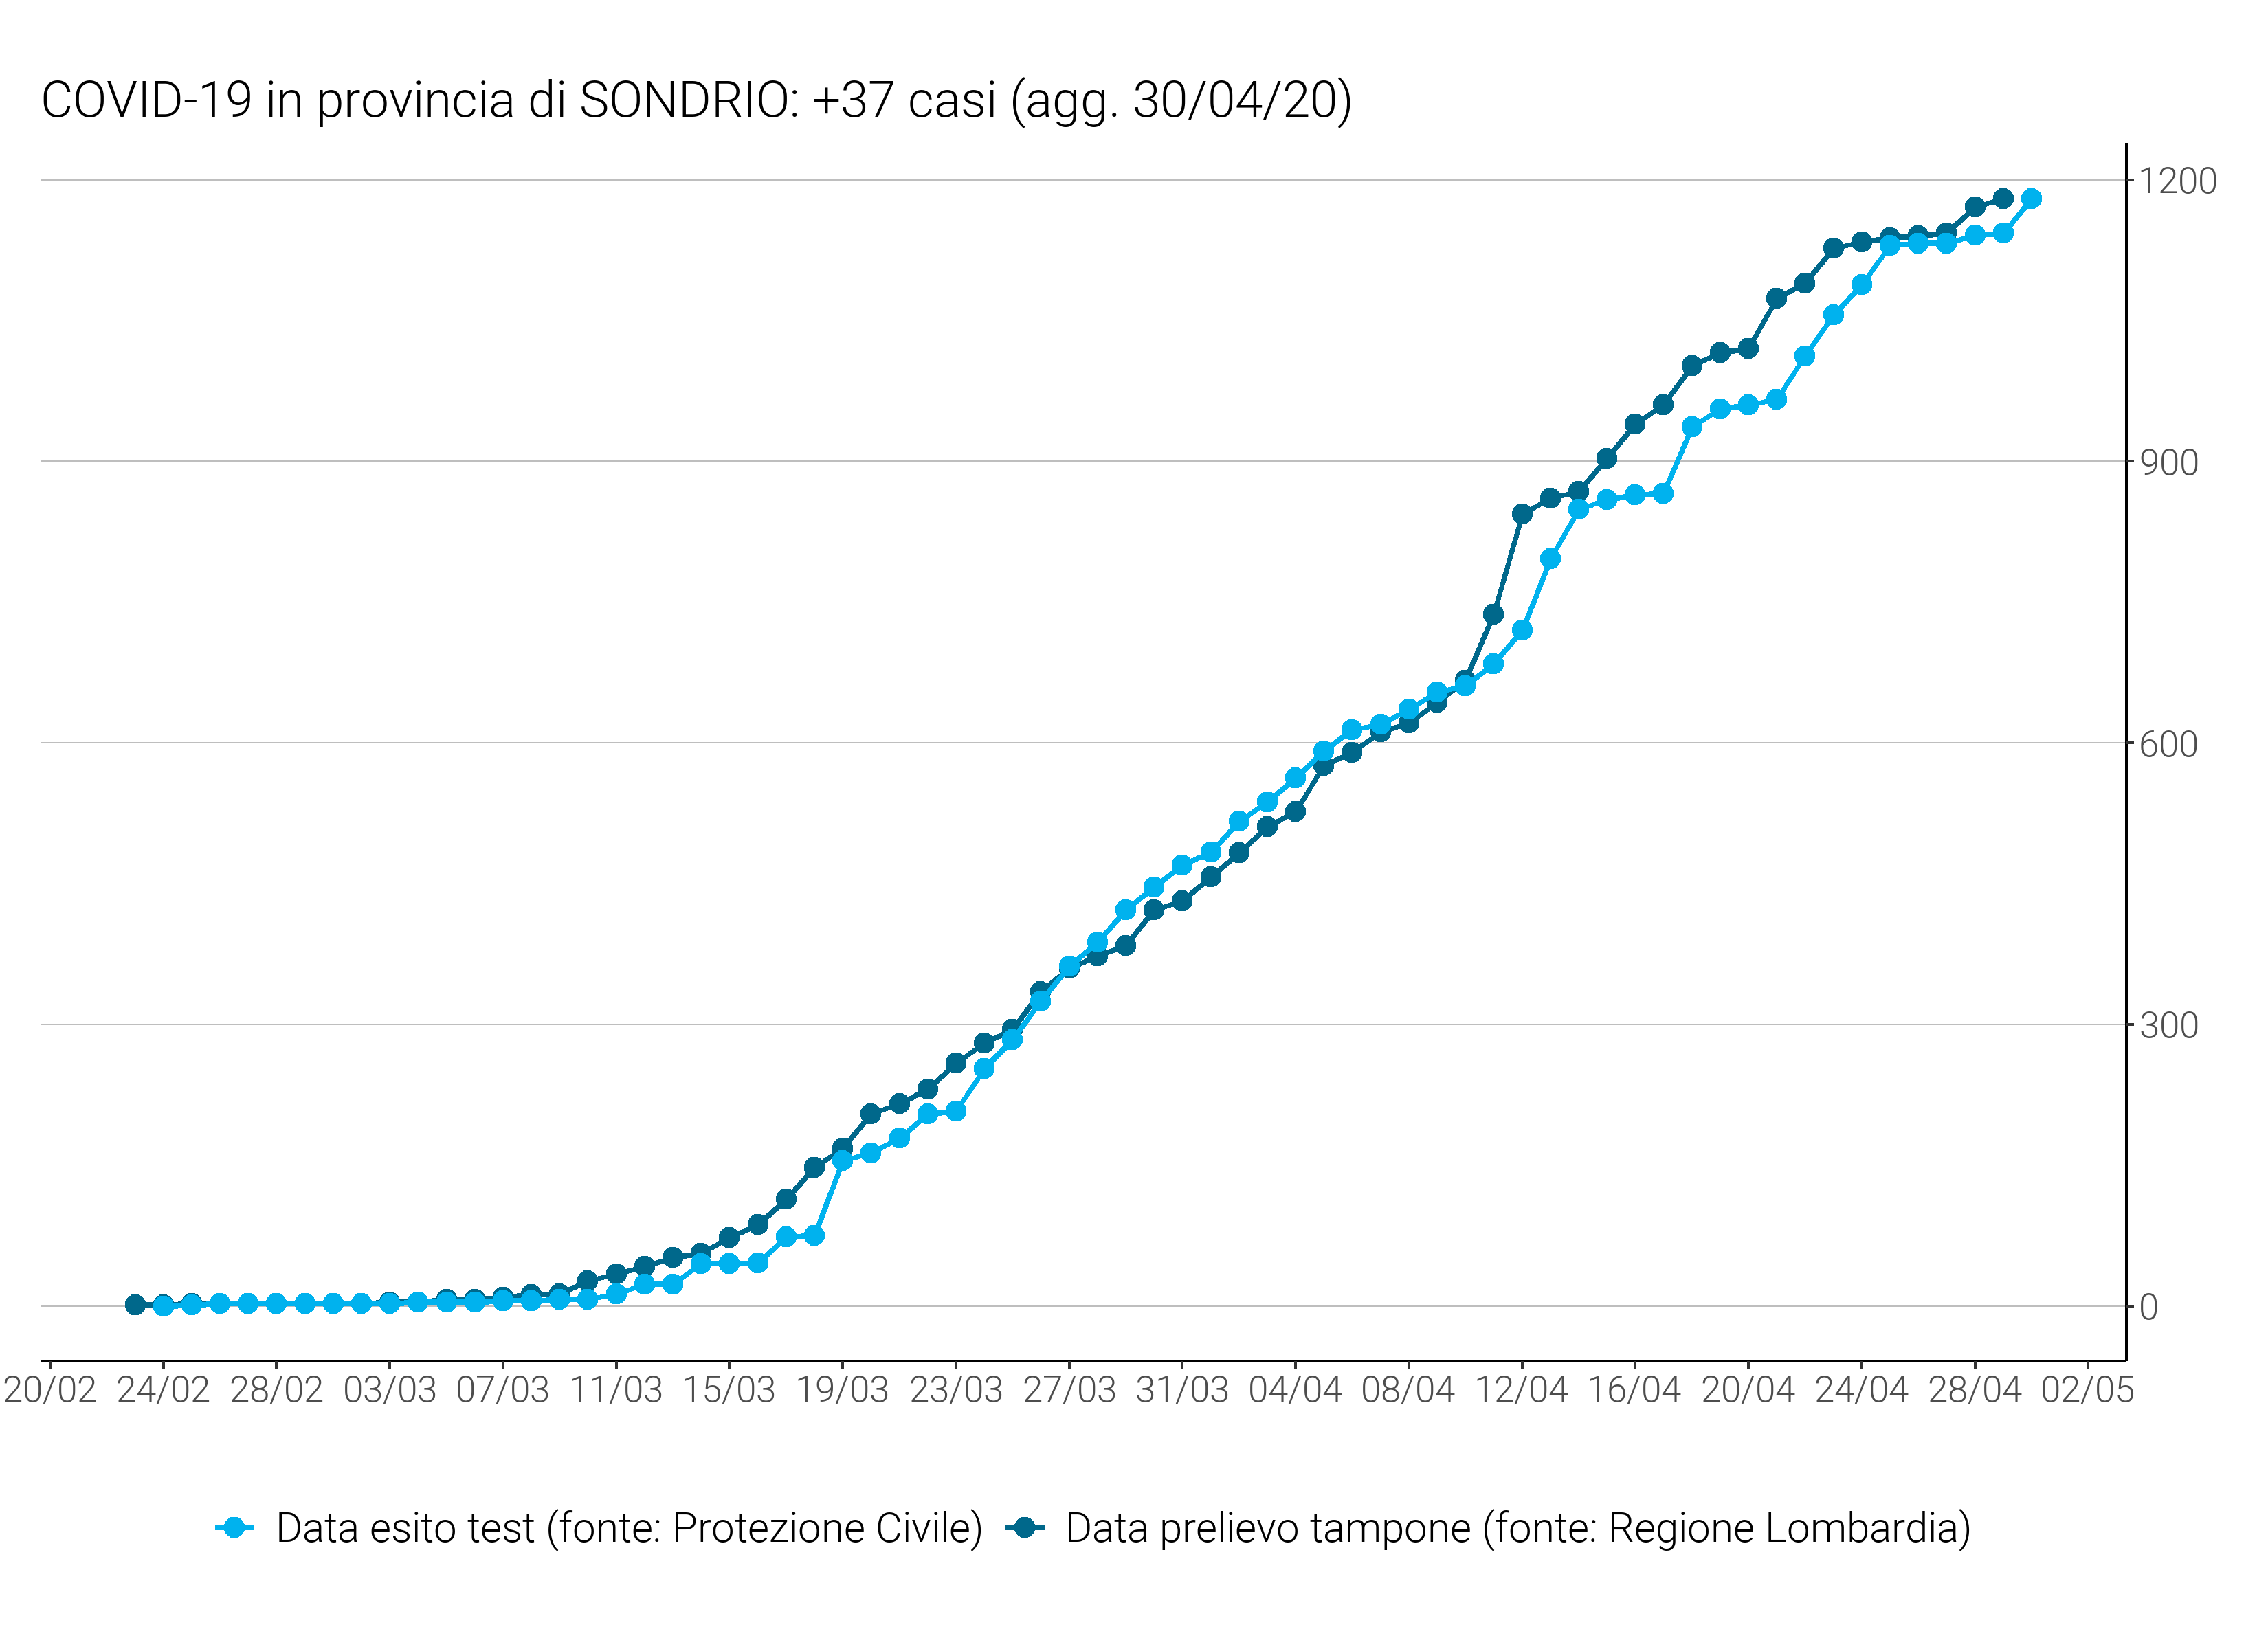 COVID-19 in provincia di SONDRIO: +37 casi (agg. 30/04/20)
1200
900
600
300
0
20/02 24/02 28/02 03/03 07/03 11/03 15/03 19/03 23/03 27/03 31/03 04/04 08/04 12/04 16/04 20/04 24/04 28/04 02/05
Data esito test (fonte: Protezione Civile) Data prelievo tampone (fonte: Regione Lombardia)